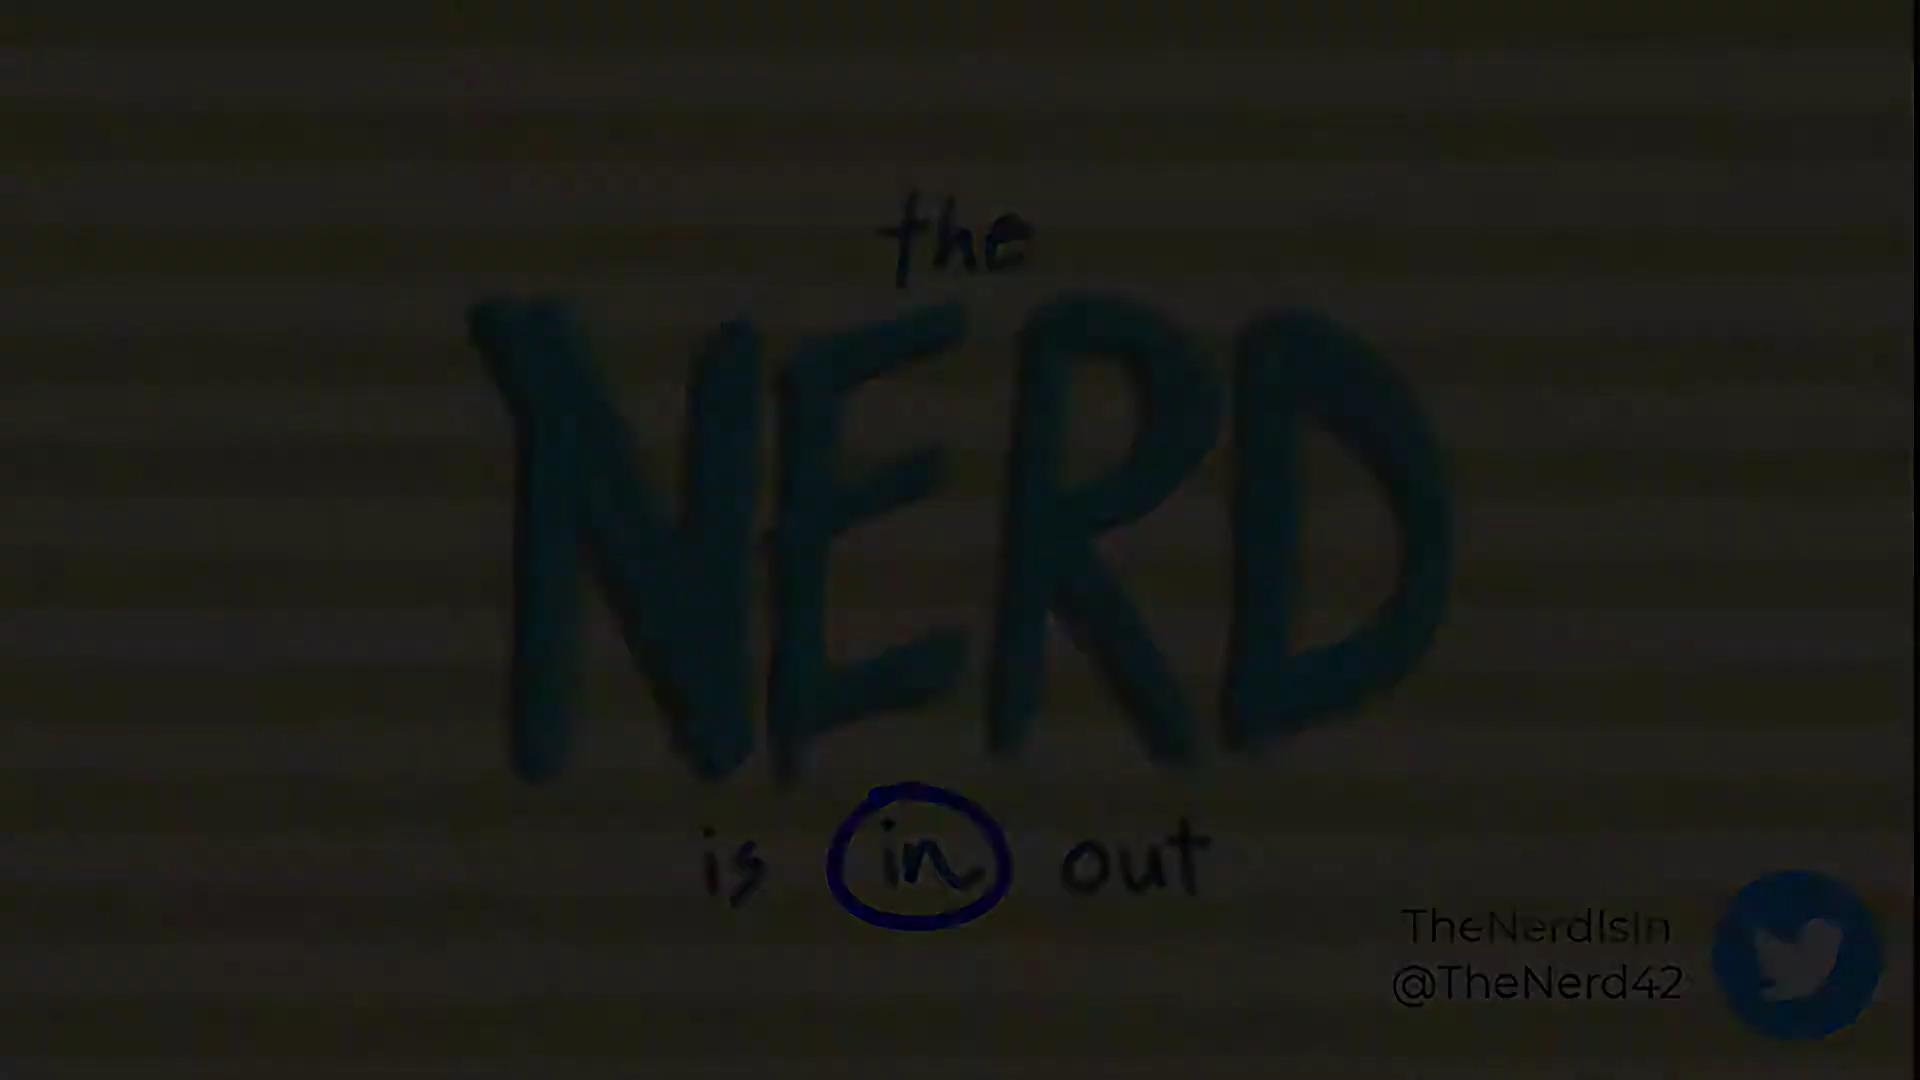 the
NERD
is in out
TheNerdIsIn
@TheNerd42